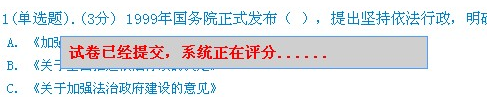 1(单选题).(3分) 1999年国务院正式发布( ),提出坚持依法行政,明确
A. 《加强
试卷已经提交，系统正在评分......
B. 《关于
C. 《关于加强法治政府建设的意见》